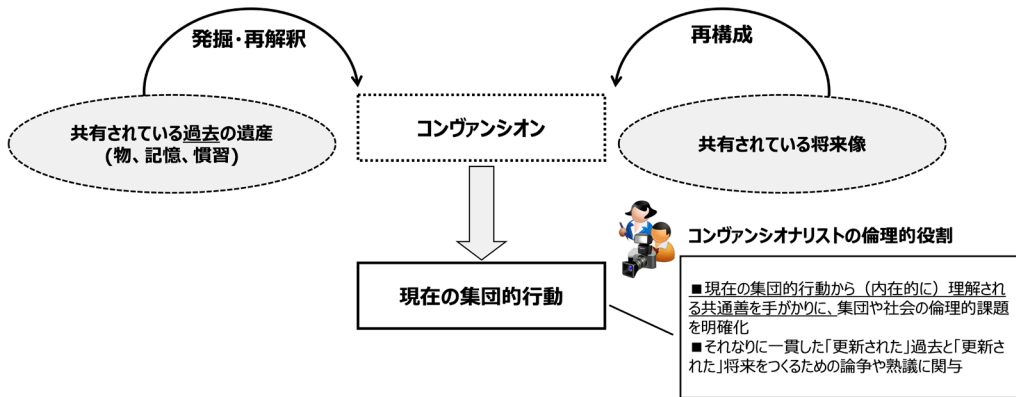 発掘・再解釈
再構成
共有されている過去の遺産
(物、記憶、慣習)
コンヴァンシオン
共有されている将来像
コンヴァンシオナリストの倫理的役割
現在の集団的行動
■現在の集団的行動から（内在的に）理解され
る共通善を手がかりに、集団や社会の倫理的課題
を明確化
■それなりに一貫した「更新された」過去と「更新さ
れた」将来をつくるための論争や熟議に関与